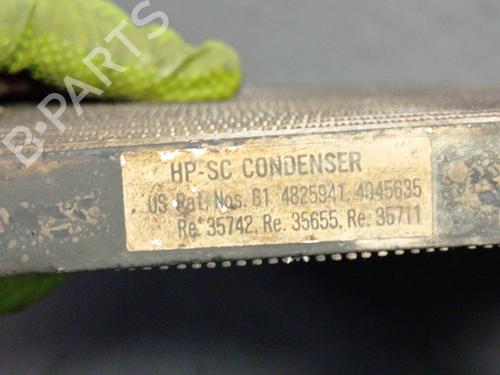 B-PARTS
HP-SC CONDENSER
US Pat. Nos. B1 4825941, 4945635
Re. 35742, Re. 35655, Re. 35711